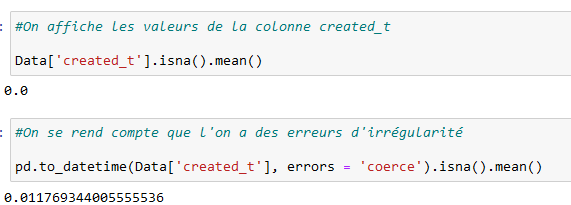 : #On affiche les valeurs de la colonne created_t
Data['created_t'].isna().mean()
0.0
: #On se rend compte que l'on a des erreurs d'irrégularité
pd.to_datetime(Data['created_t'], errors = 'coerce').isna().mean()
0.011769344005555536